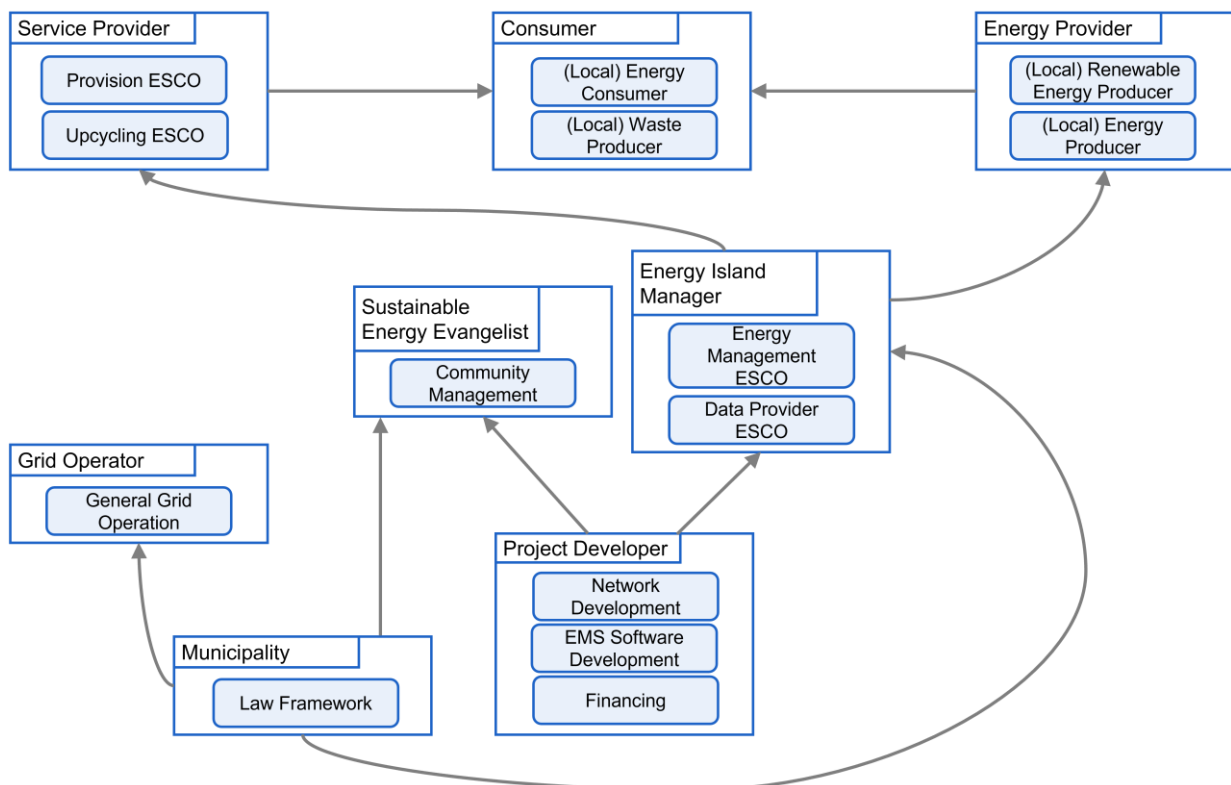 Service Provider
Provision ESCO
Upcycling ESCO
Consumer
(Local) Energy
Consumer
(Local) Waste
Producer
Energy Provider
(Local) Renewable
Energy Producer
(Local) Energy
Producer
Energy Island
Manager
Energy
Management
ESCO
Data Provider
ESCO
Sustainable
Energy Evangelist
Community
Management
Grid Operator
General Grid
Operation
Project Developer
Network
Development
EMS Software
Development
Financing
Municipality
Law Framework